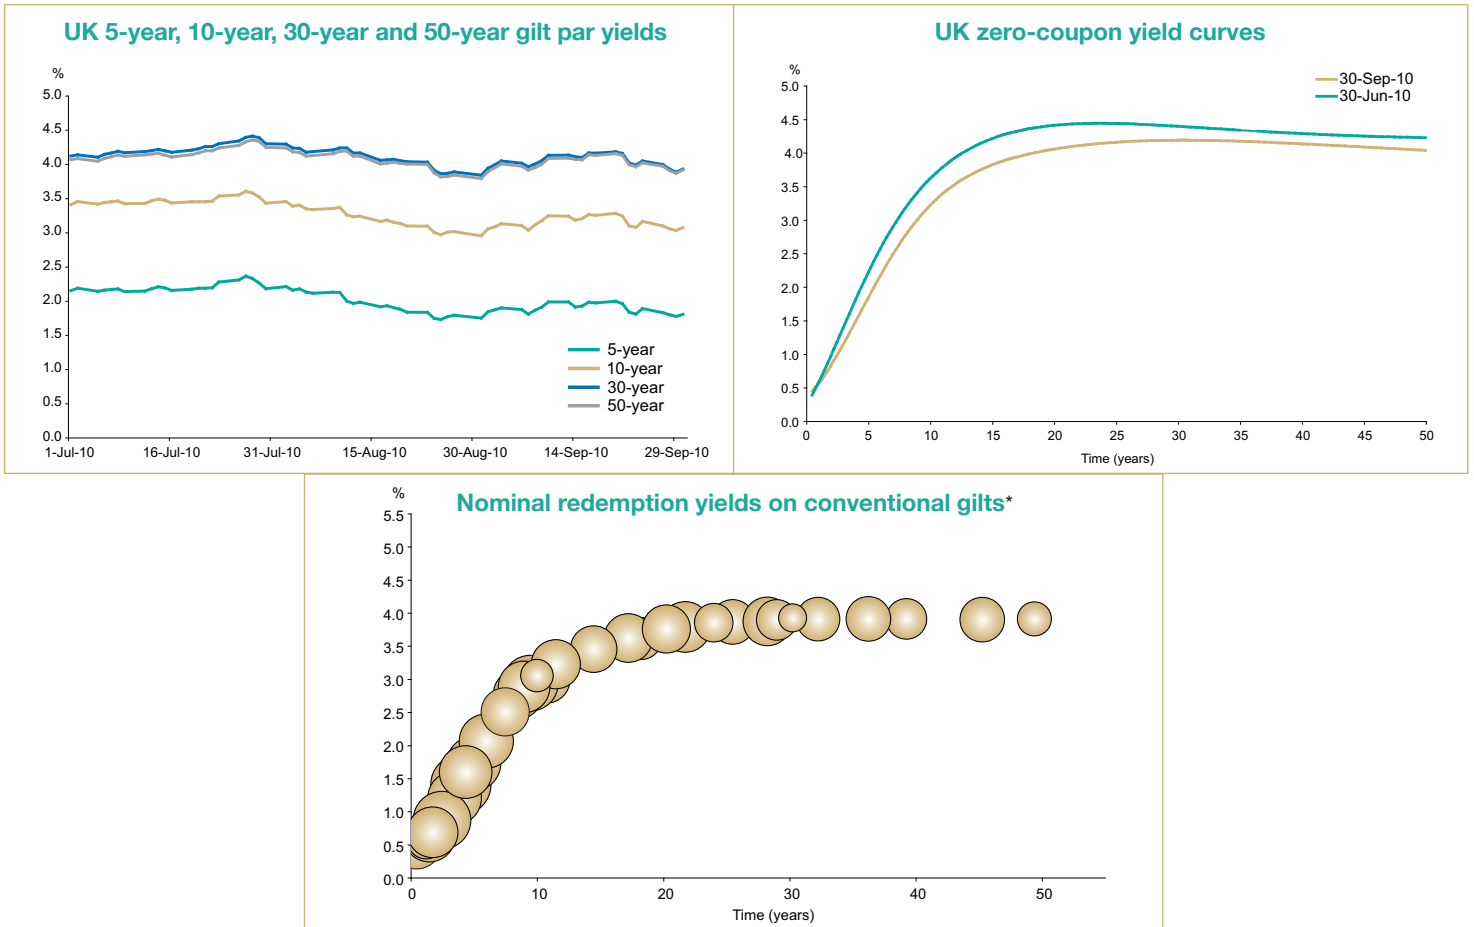 UK 5-year, 10-year, 30-year and 50-year gilt par yields
%
5.0
4.5
4.0
3.5
3.0
2.5
2.0
1.5
1.0
0.5
0.0
5-year
10-year
30-year
50-year
1-Jul-10 16-Jul-10 31-Jul-10 15-Aug-10 30-Aug-10 14-Sep-10 29-Sep-10
UK zero-coupon yield curves
%
5.0
4.5
4.0
3.5
3.0
2.5
2.0
1.5
1.0
0.5
0.0
30-Sep-10
30-Jun-10
0 5 10 15 20 25 30 35 40 45 50
Time (years)
Nominal redemption yields on conventional gilts*
%
5.5
5.0
4.5
4.0
3.5
3.0
2.5
2.0
1.5
1.0
0.5
0.0
0 10 20 30 40 50
Time (years)